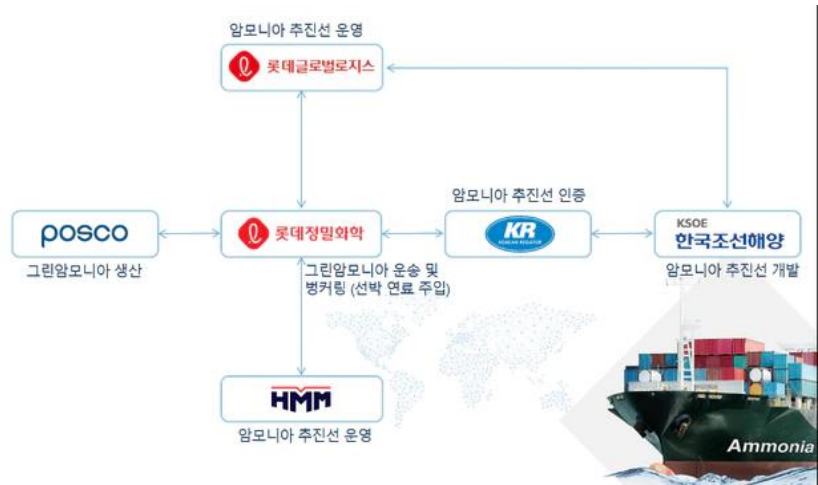 암모니아 추진선 운영
롯데글로벌로지스
암모니아 추진선 인증
posco
롯데정밀화학
KR
KOREAN REGISTER
KSOE
한국조선해양
그린암모니아 생산
그린암모니아 운송 및
벙커링 (선박 연료 주입)
암모니아 추진선 개발
HMM
암모니아 추진선 운영
Ammonia